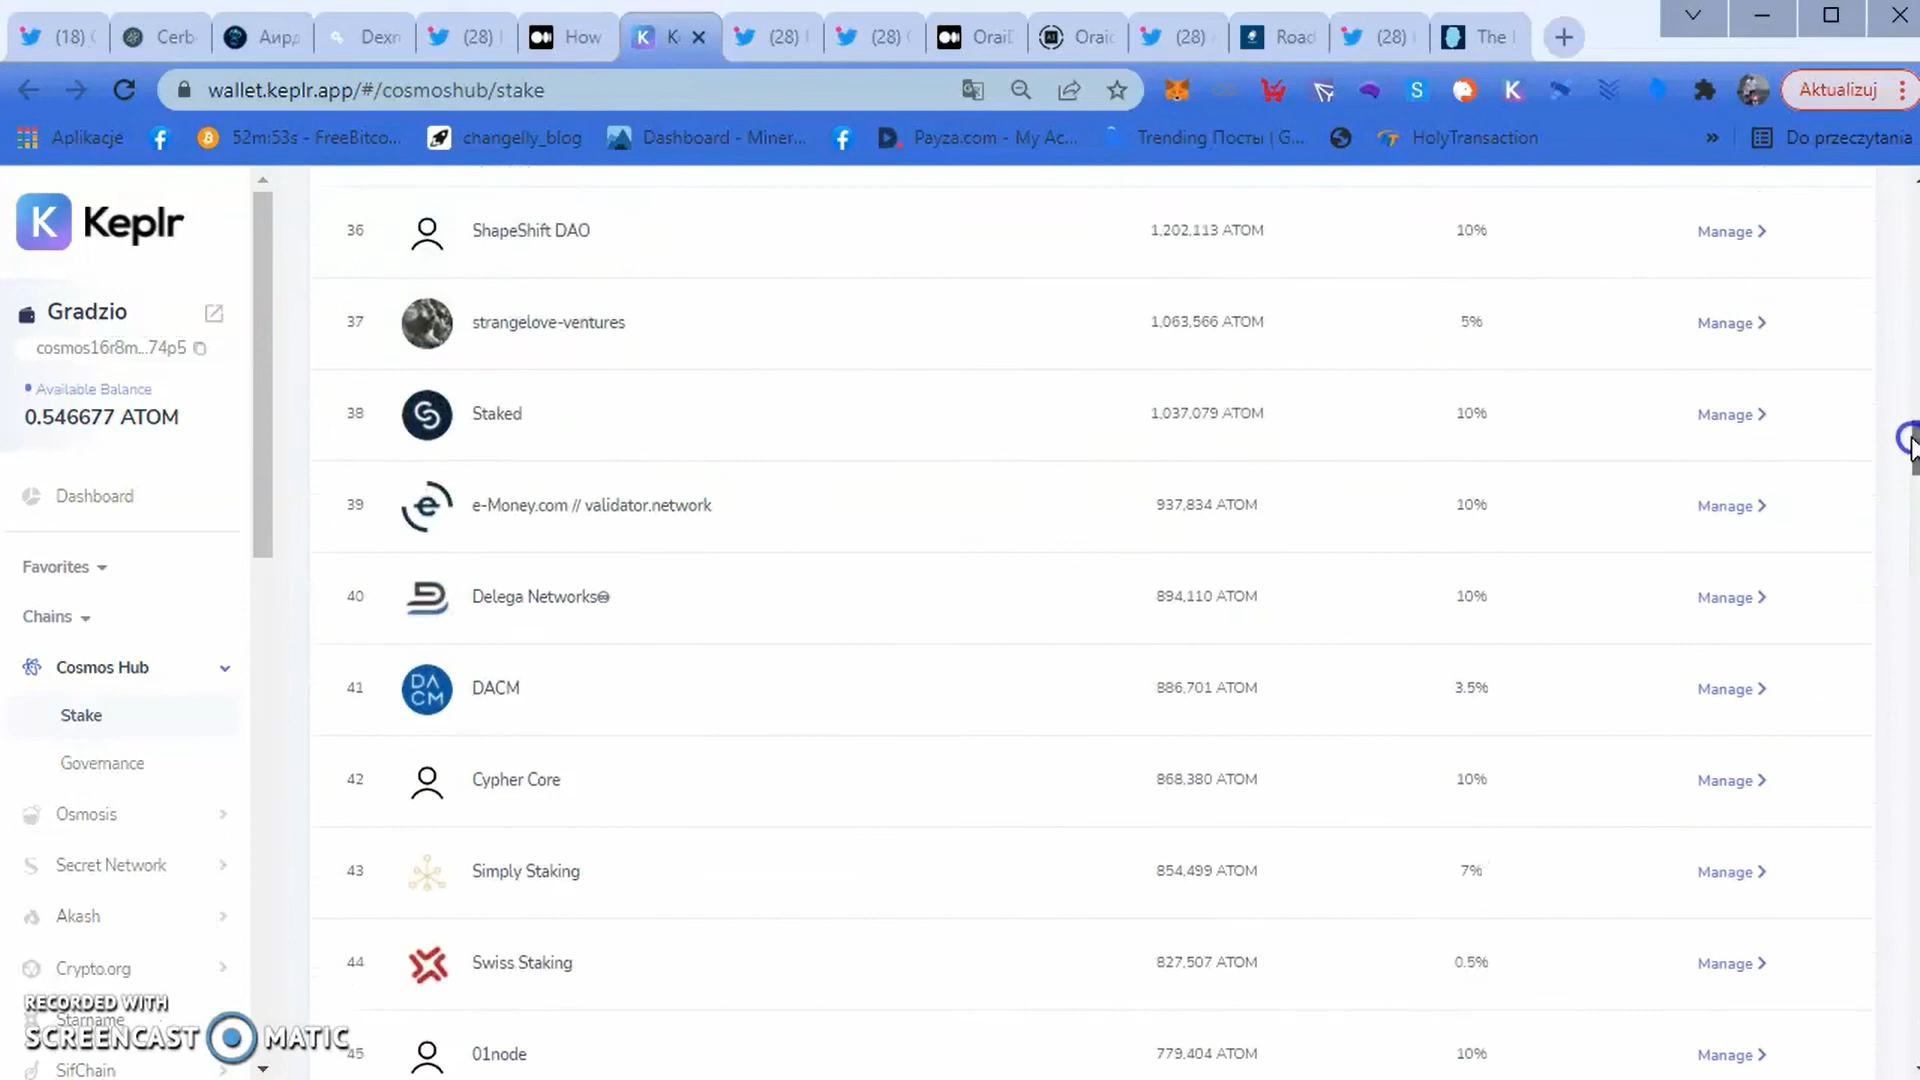 (18)
Cerb
Аирд
Dexr
(28)
How
(28)
(28)
Orai
Oraic
(28)
Road
(28)
The
wallet.keplr.app/#/cosmoshub/stake
Aktualizuj
Aplikacje
52m:53s - FreeBitco...
changelly_blog
Dashboard - Miner...
Payza.com - My Ac...
Trending Посты | G...
HolyTransaction
»
Do przeczytania
Keplr
Gradzio
cosmos16r8m...74p5
Available Balance
0.546677 ATOM
Dashboard
Favorites
Chains
Cosmos Hub
Stake
Governance
Osmosis
Secret Network
Akash
Crypto.org
Starname
SifChain
36 ShapeShift DAO 1,202,113 ATOM 10% Manage
37 strangelove-ventures 1,063,566 ATOM 5% Manage
38 Staked 1,037,079 ATOM 10% Manage
39 e-Money.com // validator.network 937,834 ATOM 10% Manage
40 Delega Networks 894,110 ATOM 10% Manage
41 DACM 886,701 ATOM 3.5% Manage
42 Cypher Core 868,380 ATOM 10% Manage
43 Simply Staking 854,499 ATOM 7% Manage
44 Swiss Staking 827,507 ATOM 0.5% Manage
45 01node 779,404 ATOM 10% Manage
RECORDED WITH
SCREENCAST MATIC